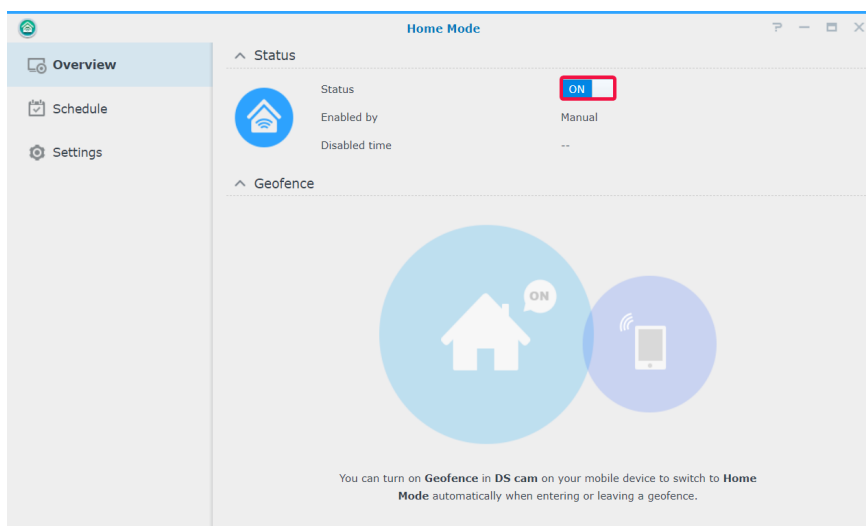 Home Mode
Overview
Schedule
Settings
Status
Status
ON
Enabled by
Manual
Disabled time
--
Geofence
ON
You can turn on Geofence in DS cam on your mobile device to switch to Home
Mode automatically when entering or leaving a geofence.